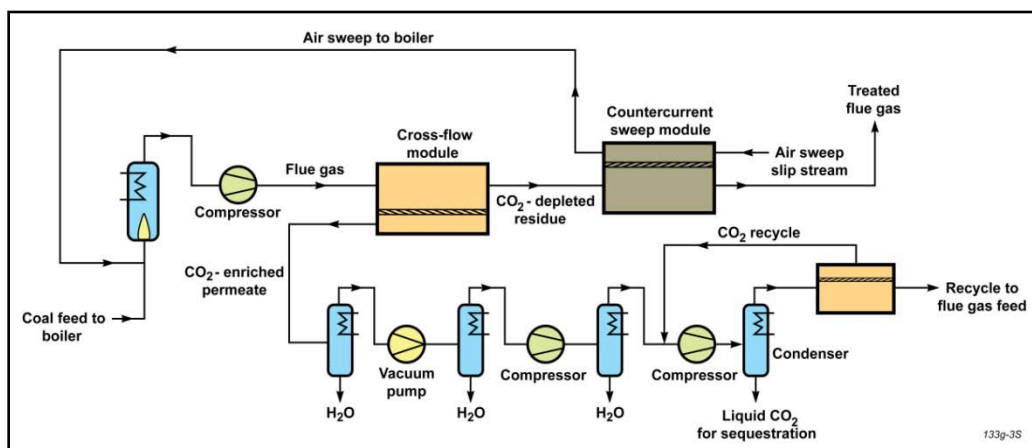 Air sweep to boiler
Treated
flue gas
Countercurrent
sweep module
Cross-flow
module
Air sweep
slip stream
Flue gas
Compressor
CO2 - depleted
residue
CO2 recycle
CO2 - enriched
permeate
Recycle to
flue gas feed
Coal feed to
boiler
Vacuum
pump
Compressor
Compressor
Condenser
H2O
H2O
H2O
Liquid CO2
for sequestration
133g-3S